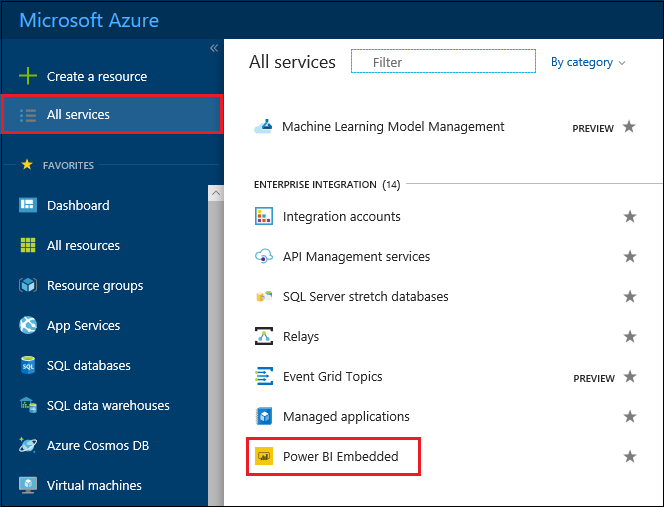 Microsoft Azure
Create a resource
All services
FAVORITES
Dashboard
All resources
Resource groups
App Services
SQL databases
SQL data warehouses
Azure Cosmos DB
Virtual machines
All services
Filter
By category
Machine Learning Model Management PREVIEW
ENTERPRISE INTEGRATION (14)
Integration accounts
API Management services
SQL Server stretch databases
Relays
Event Grid Topics PREVIEW
Managed applications
Power BI Embedded